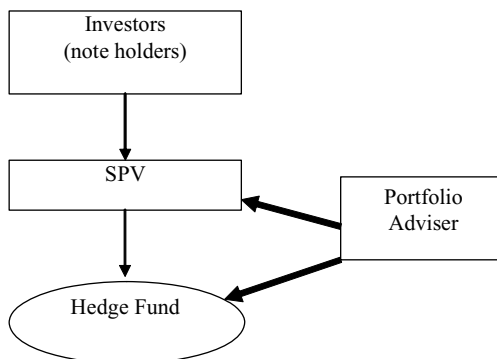 Investors
(note holders)
SPV
Portfolio
Adviser
Hedge Fund